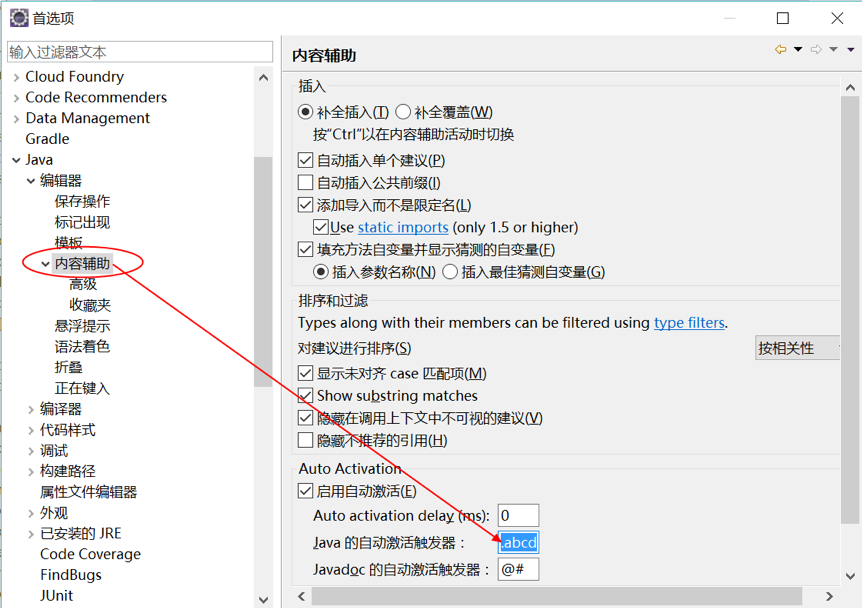 首选项
输入过滤器文本
Cloud Foundry
Code Recommenders
Data Management
Gradle
Java
编辑器
保存操作
标记出现
模板
内容辅助
高级
收藏夹
悬浮提示
语法着色
折叠
正在键入
编译器
代码样式
调试
构建路径
属性文件编辑器
外观
已安装的 JRE
Code Coverage
FindBugs
JUnit
内容辅助
插入
补全插入(T) 补全覆盖(W)
按“Ctrl”以在内容辅助活动时切换
自动插入单个建议(P)
自动插入公共前缀(I)
添加导入而不是限定名(L)
Use static imports (only 1.5 or higher)
填充方法自变量并显示猜测的自变量(F)
插入参数名称(N) 插入最佳猜测自变量(G)
排序和过滤
Types along with their members can be filtered using type filters.
对建议进行排序(S) 按相关性
显示未对齐 case 匹配项(M)
Show substring matches
隐藏在调用上下文中不可视的建议(V)
隐藏不推荐的引用(H)
Auto Activation
启用自动激活(E)
Auto activation delay (ms): 0
Java 的自动激活触发器： .abcd
Javadoc 的自动激活触发器： @#